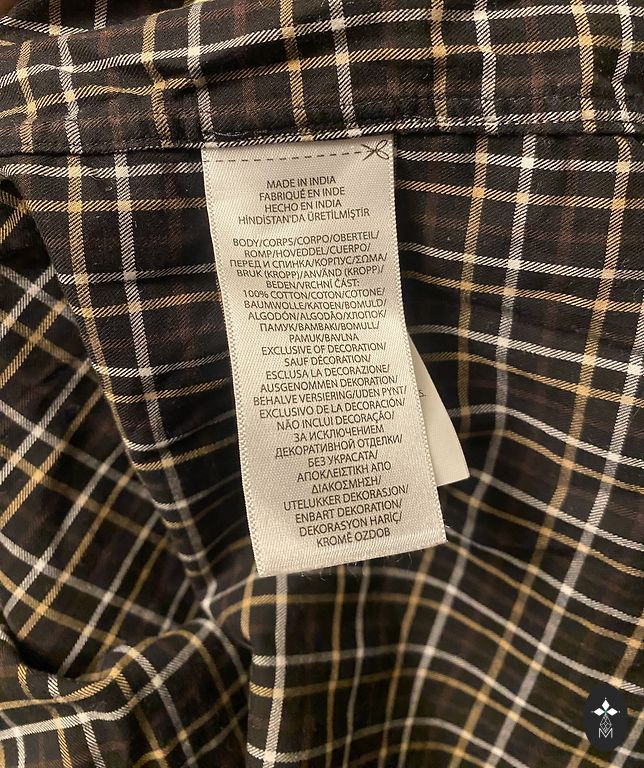 MADE IN INDIA
FABRIQUÉ EN INDE
HECHO EN INDIA
HİNDİSTAN'DA ÜRETİLMİŞTİR
BODY/CORPS/CORPO/OBERTEIL/
ROMP/HOVEDDEL/CUERPO/
ПЕРЕД И СПИНКА/КОРПУС/ΣΩΜΑ/
BRUK (KROPP)/ANVÄND (KROPP)/
BEDEN/VRCHNÍ ČÁST:
100% COTTON/COTON/COTONE/
BAUMWOLLE/KATOEN/BOMULD/
ALGODÓN/ALGODÃO/ХЛОПОК/
ПАМУК/ΒΑΜΒΑΚΙ/BOMULL/
PAMUK/BAVLNA
EXCLUSIVE OF DECORATION/
SAUF DÉCORATION/
ESCLUSA LA DECORAZIONE/
AUSGENOMMEN DEKORATION/
BEHALVE VERSIERING/UDEN PYNT/
EXCLUSIVO DE LA DECORACIÓN/
NÃO INCLUI DECORAÇÃO/
ЗА ИСКЛЮЧЕНИЕМ
ДЕКОРАТИВНОЙ ОТДЕЛКИ/
БЕЗ УКРАСАТА/
ΑΠΟΚΛΕΙΣΤΙΚΗ ΑΠΟ
ΔΙΑΚΟΣΜΗΣΗ/
UTELUKKER DEKORASJON/
ENBART DEKORATION/
DEKORASYON HARİÇ/
KROMĚ OZDOB